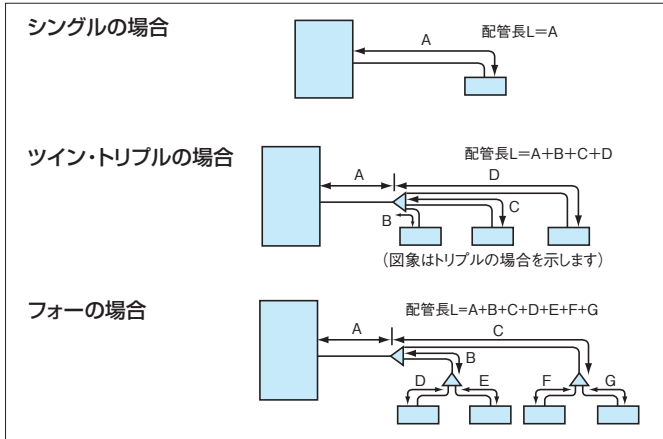 シングルの場合
配管長L=A
A
ツイン・トリプルの場合
配管長L=A+B+C+D
A
D
C
B
(図象はトリプルの場合を示します)
フォーの場合
配管長L=A+B+C+D+E+F+G
A
C
B
D
E
F
G